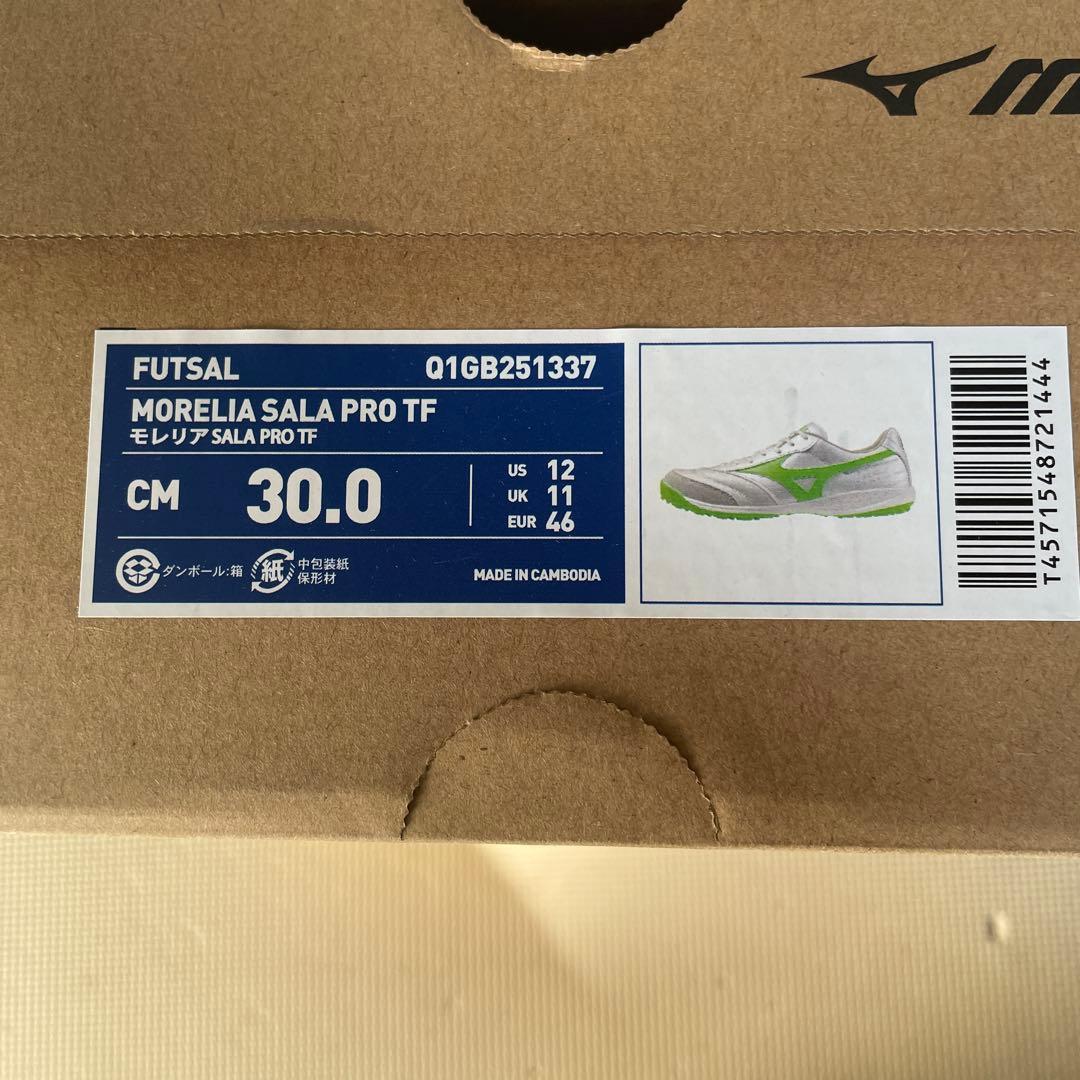 FUTSAL Q1GB251337
MORELIA SALA PRO TF
モレリア SALA PRO TF
CM 30.0
US 12
UK 11
EUR 46
ダンボール:箱
紙
中包装紙
保形材
MADE IN CAMBODIA
T4571548721444